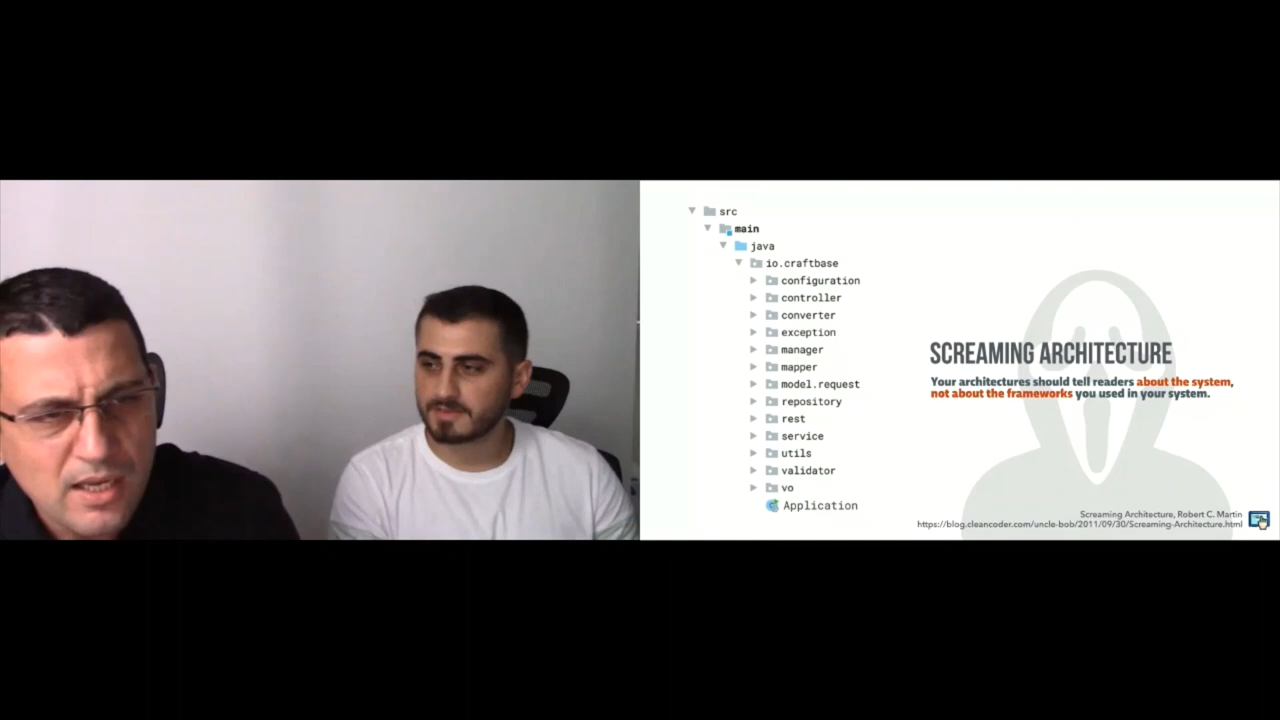 src
main
java
io.craftbase
configuration
controller
converter
exception
manager
mapper
model.request
repository
rest
service
utils
validator
vo
Application
SCREAMING ARCHITECTURE
Your architectures should tell readers about the system,
not about the frameworks you used in your system.
Screaming Architecture, Robert C. Martin
https://blog.cleancoder.com/uncle-bob/2011/09/30/Screaming-Architecture.html